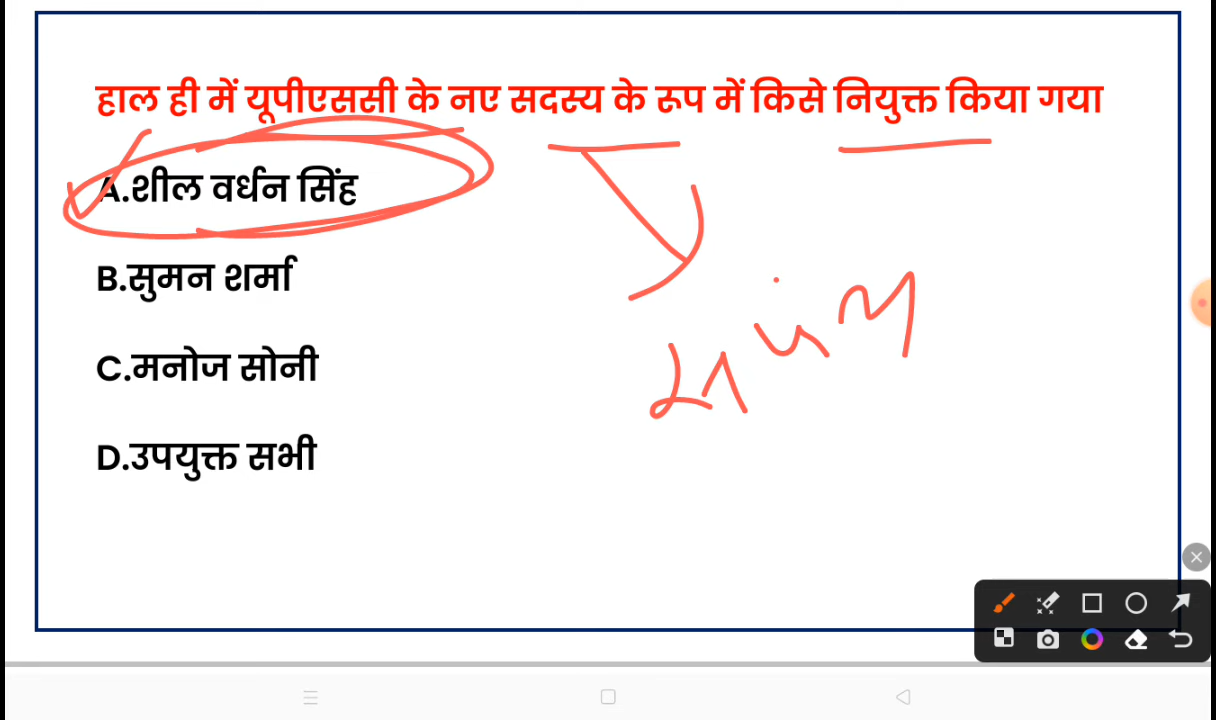 हाल ही में यूपीएससी के नए सदस्य के रूप में किसे नियुक्त किया गया
A.शील वर्धन सिंह
B.सुमन शर्मा
C.मनोज सोनी
D.उपयुक्त सभी